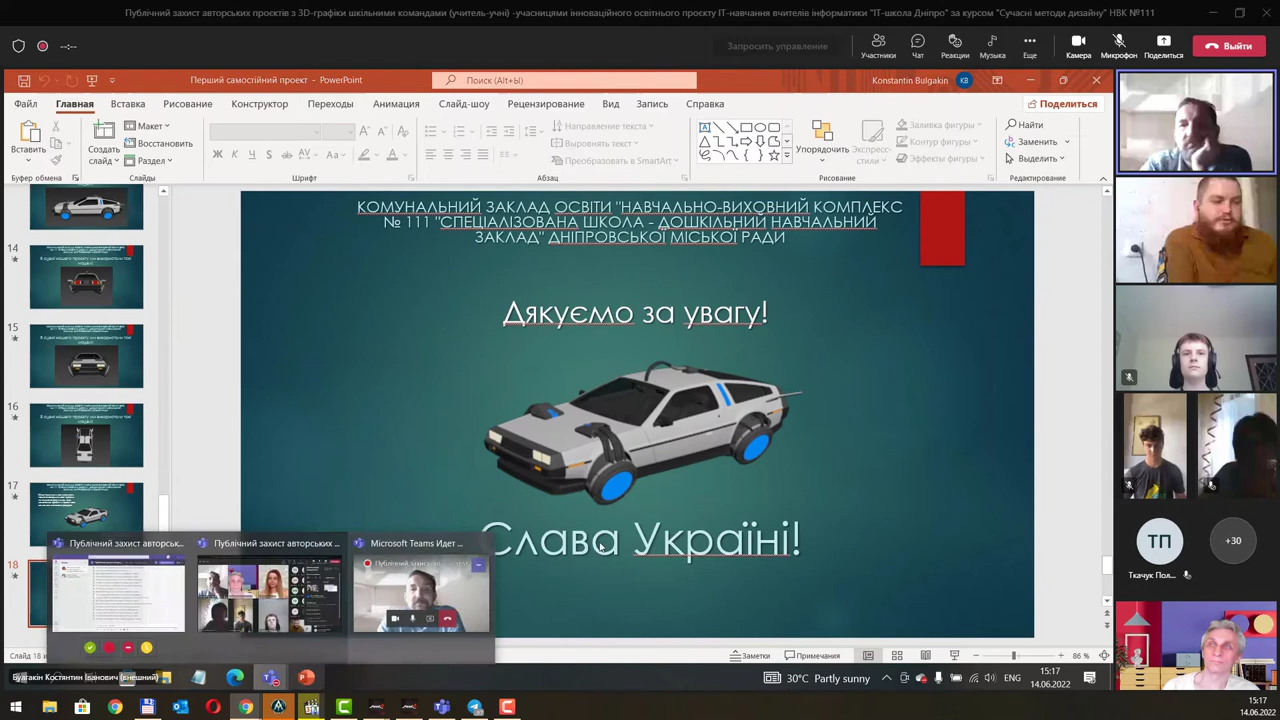 Публічний захист авторських проєктів з 3D-графіки шкільними командами (учитель-учні) -учасницями інноваційного освітнього проєкту ІТ-навчання вчителів інформатики "ІТ-школа Дніпро" за курсом "Сучасні методи дизайну" НВК №111
--:--
Запросить управление
Участники
Чат
Реакции
Музыка
Еще
Камера
Микрофон
Поделиться
Выйти
Перший самостійний проект - PowerPoint
Поиск (Alt+Ы)
Konstantin Bulgakin
KB
Файл
Главная
Вставка
Рисование
Конструктор
Переходы
Анимация
Слайд-шоу
Рецензирование
Вид
Запись
Справка
Поделиться
Вставить
Создать слайд
Макет
Восстановить
Раздел
Направление текста
Выровнять текст
Преобразовать в SmartArt
Упорядочить
Экспресс-стили
Заливка фигуры
Контур фигуры
Эффекты фигуры
Найти
Заменить
Выделить
Буфер обмена
Слайды
Шрифт
Абзац
Рисование
Редактирование
КОМУНАЛЬНИЙ ЗАКЛАД ОСВІТИ "НАВЧАЛЬНО-ВИХОВНИЙ КОМПЛЕКС
№ 111 "СПЕЦІАЛІЗОВАНА ШКОЛА - ДОШКІЛЬНИЙ НАВЧАЛЬНИЙ
ЗАКЛАД" ДНІПРОВСЬКОЇ МІСЬКОЇ РАДИ
Дякуємо за увагу!
Слава Україні!
14
15
16
17
18
Публічний захист авторськ...
Публічний захист авторських ...
Microsoft Teams Идет ...
ТП
+30
Ткачук Пол...
Слайд 18
Заметки
Примечания
86 %
Булгакін Костянтин Іванович (внешний)
30°C Partly sunny
ENG
15:17
14.06.2022
15:17
14.06.2022